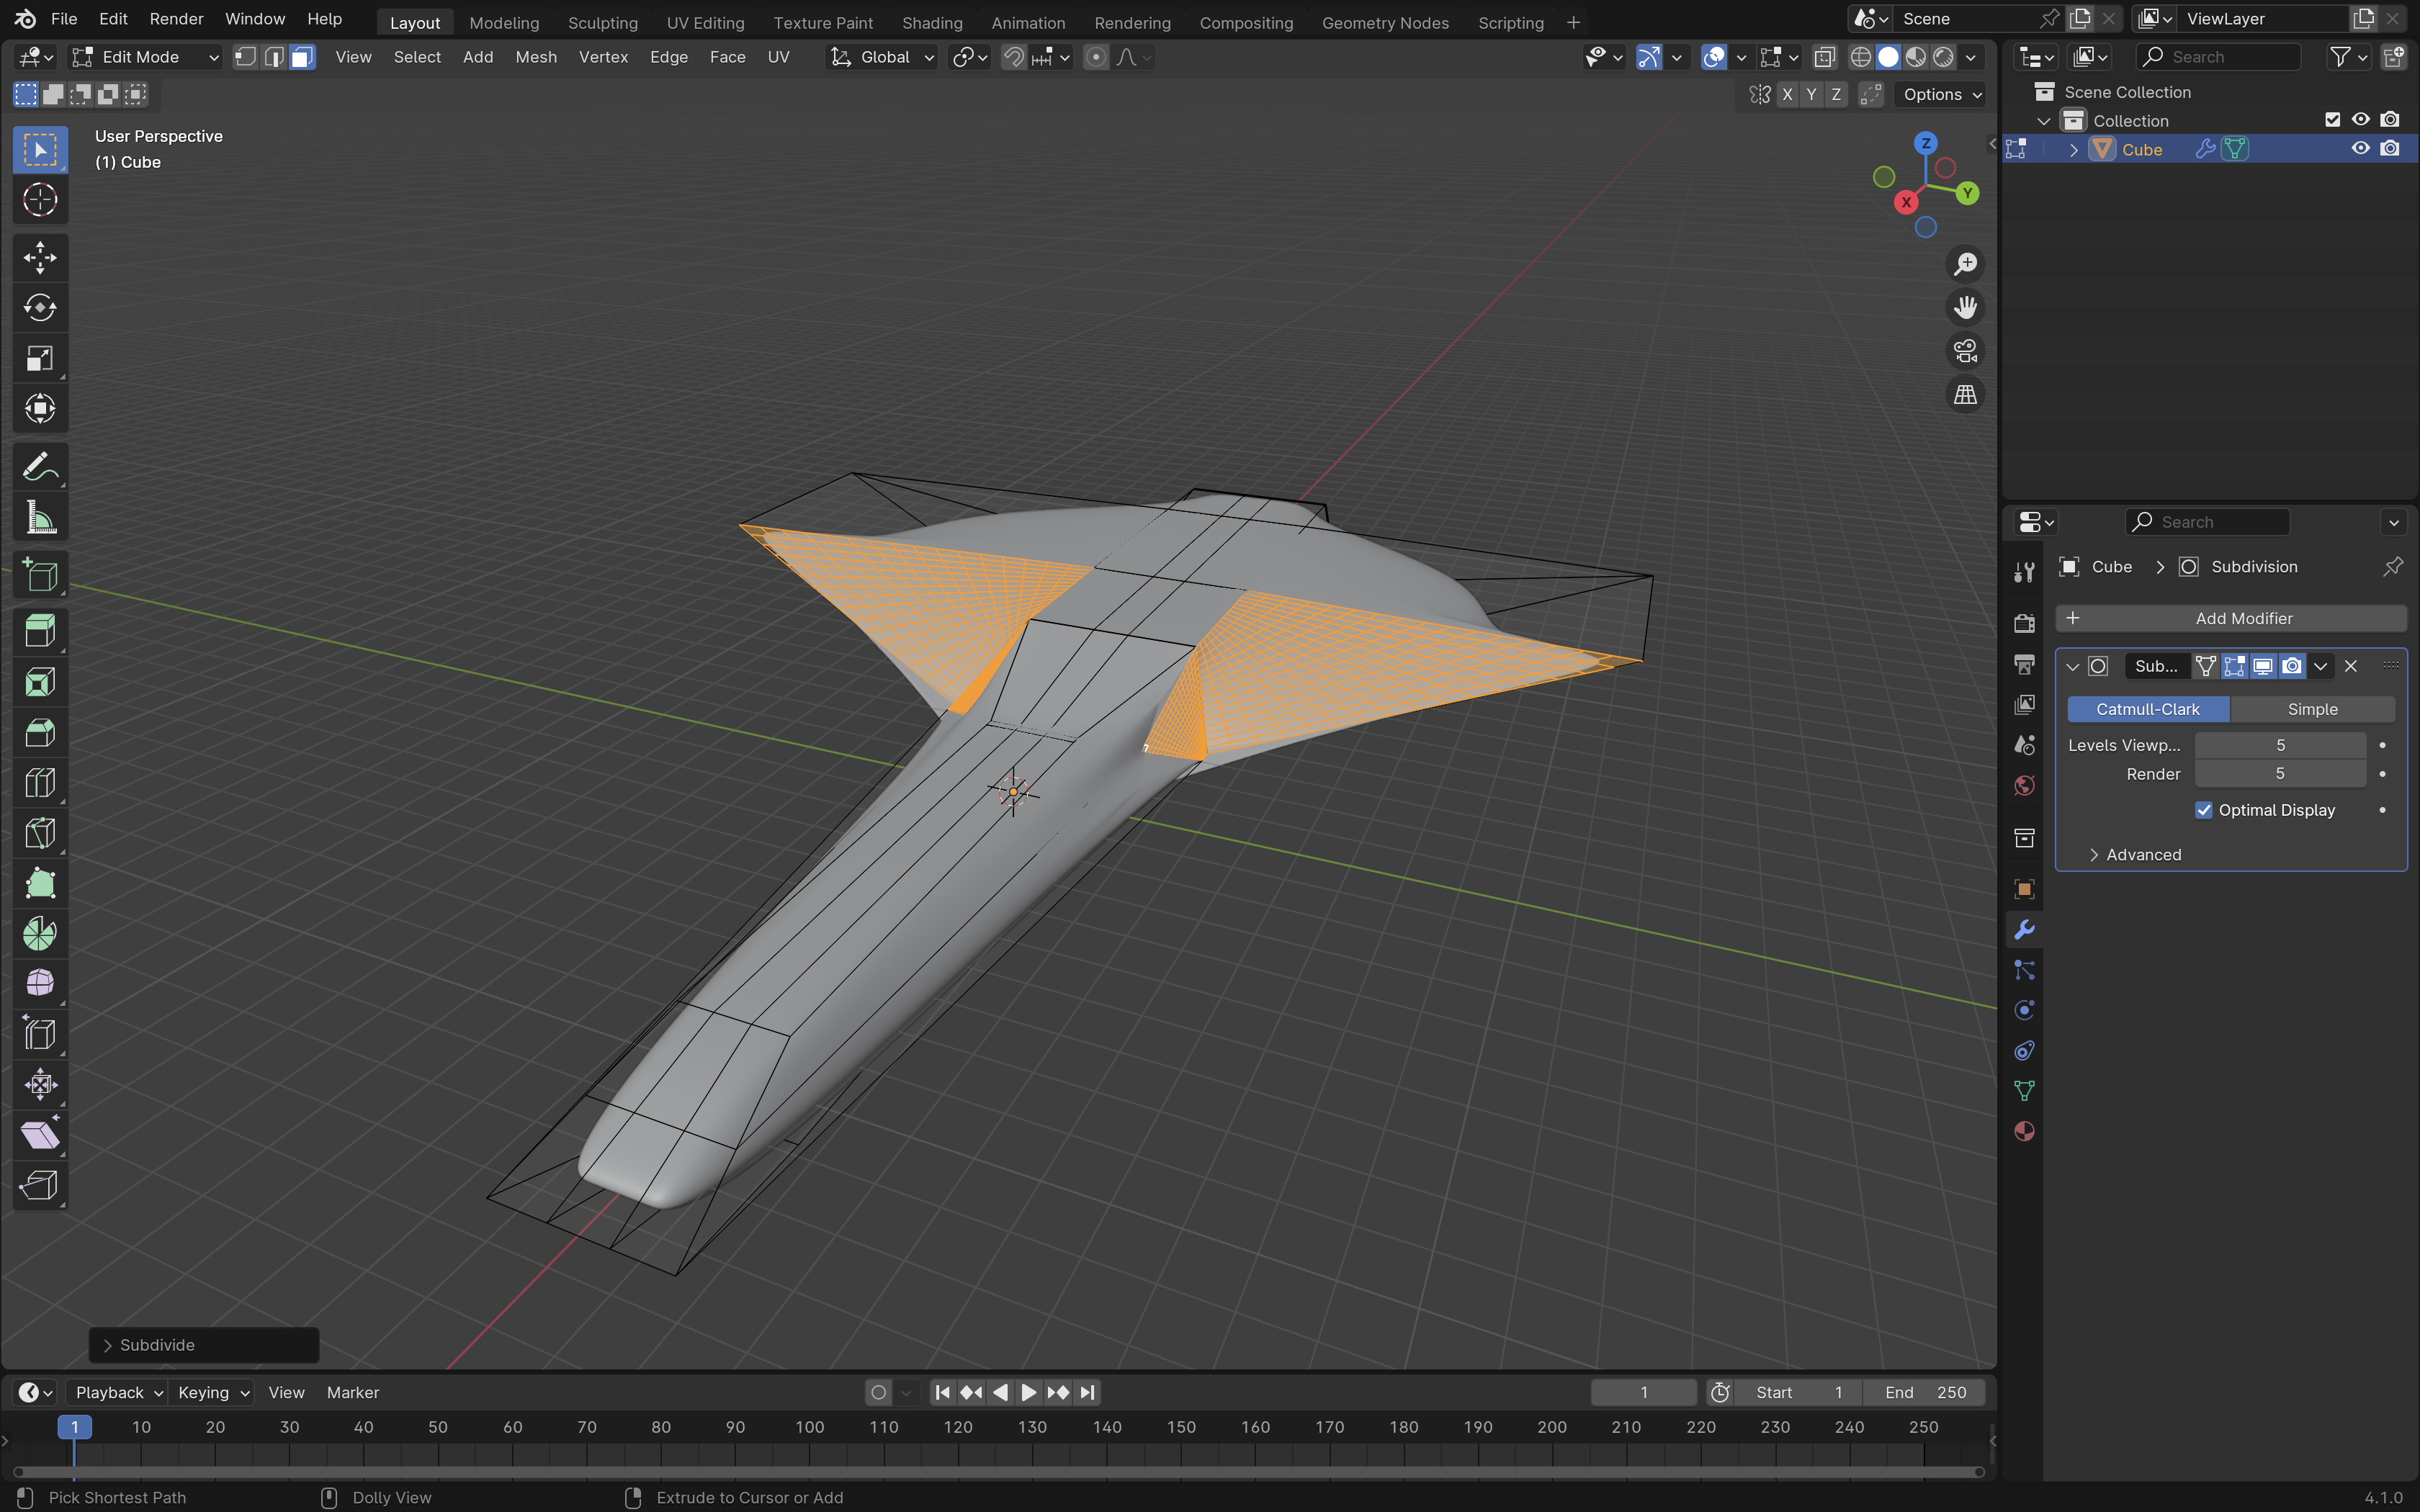 File Edit Render Window Help Layout Modeling Sculpting UV Editing Texture Paint Shading Animation Rendering Compositing Geometry Nodes Scripting Scene ViewLayer
Edit Mode View Select Add Mesh Vertex Edge Face UV Global Search
X Y Z Options
Scene Collection
Collection
Cube
User Perspective
(1) Cube
Z
Y
X
Search
Cube Subdivision
Add Modifier
Sub...
Catmull-Clark Simple
Levels Viewp... 5
Render 5
Optimal Display
Advanced
Subdivide
Playback Keying View Marker 1 Start 1 End 250
1 10 20 30 40 50 60 70 80 90 100 110 120 130 140 150 160 170 180 190 200 210 220 230 240 250
Pick Shortest Path Dolly View Extrude to Cursor or Add 4.1.0